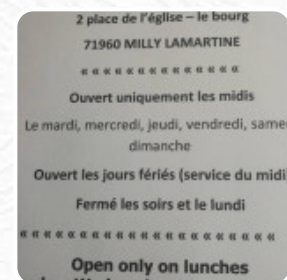 2 place de l'église – le bourg
71960 MILLY LAMARTINE
« « « « « « « « « « « « « «
Ouvert uniquement les midis
Le mardi, mercredi, jeudi, vendredi, same
dimanche
Ouvert les jours fériés (service du midi
Fermé les soirs et le lundi
« « « « « « « « « « « « « « « « « « « « « «
Open only on lunches